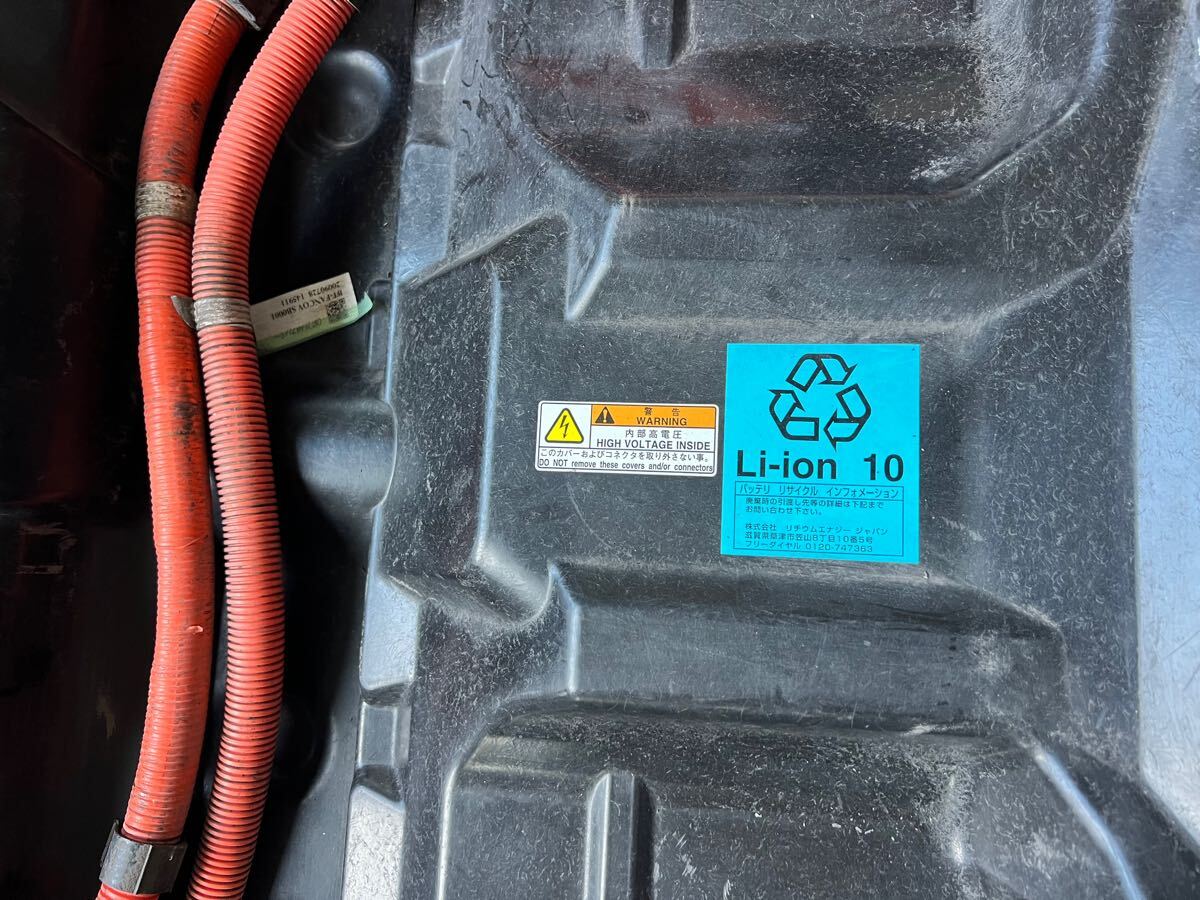 BT-FANCOV SB0001
20090728 145911
警告
WARNING
内部高電圧
HIGH VOLTAGE INSIDE
このカバーおよびコネクタを取り外さない事。
DO NOT remove these covers and/or connectors
Li-ion 10
バッテリ リサイクル インフォメーション
廃棄時の引渡し先等の詳細は下記まで
お問い合わせ下さい。
株式会社 リチウムエナジー ジャパン
滋賀県草津市笠山8丁目10番5号
フリーダイヤル 0120-747363